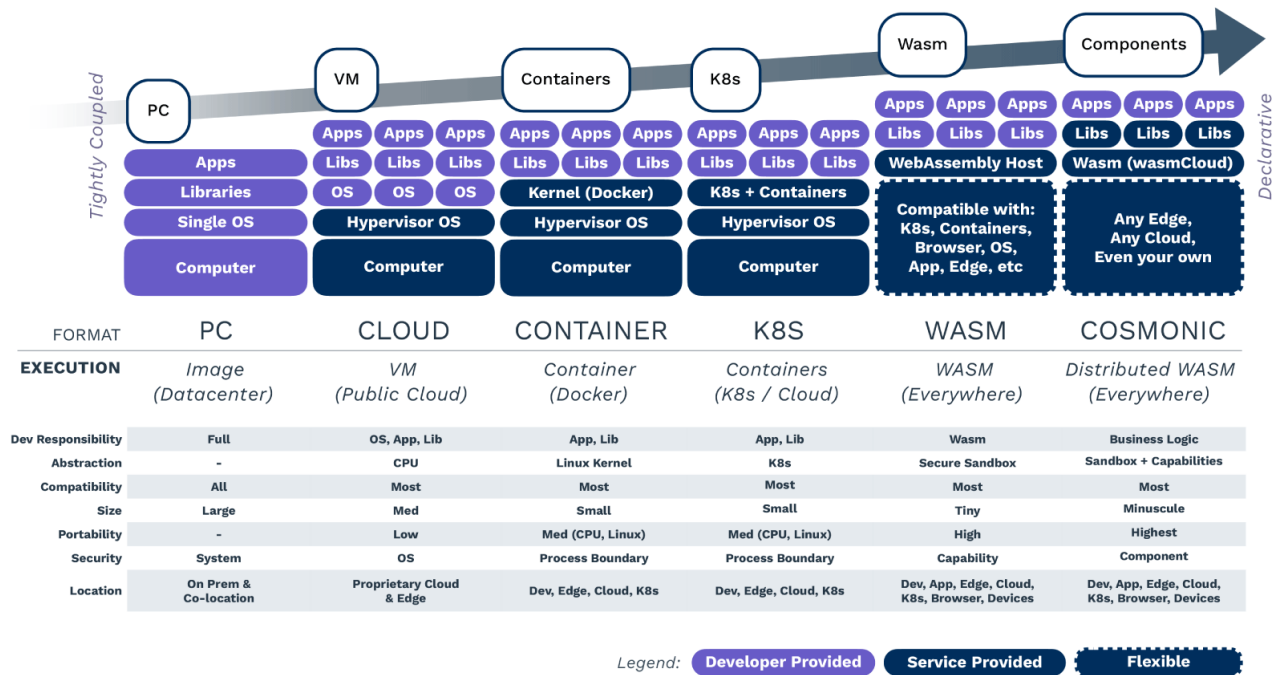 Wasm
Components
VM
Containers
K8s
PC
Tightly Coupled
Declarative
Apps Apps Apps
Apps Apps Apps
Libs Libs Libs
Libs Libs Libs
Apps Apps Apps
Apps Apps Apps
Apps Apps Apps
Apps
Libs Libs Libs
Libs Libs Libs
Libs Libs Libs
WebAssembly Host
Wasm (wasmCloud)
Libraries
OS OS OS
Kernel (Docker)
K8s + Containers
Single OS
Hypervisor OS
Hypervisor OS
Hypervisor OS
Computer
Computer
Computer
Computer
Compatible with:
K8s, Containers,
Browser, OS,
App, Edge, etc
Any Edge,
Any Cloud,
Even your own
FORMAT PC CLOUD CONTAINER K8S WASM COSMONIC
EXECUTION Image VM Container Containers WASM Distributed WASM
(Datacenter) (Public Cloud) (Docker) (K8s / Cloud) (Everywhere) (Everywhere)
Dev Responsibility Full OS, App, Lib App, Lib App, Lib Wasm Business Logic
Abstraction - CPU Linux Kernel K8s Secure Sandbox Sandbox + Capabilities
Compatibility All Most Most Most Most Most
Size Large Med Small Small Tiny Minuscule
Portability - Low Med (CPU, Linux) Med (CPU, Linux) High Highest
Security System OS Process Boundary Process Boundary Capability Component
Location On Prem & Proprietary Cloud Dev, Edge, Cloud, K8s Dev, Edge, Cloud, K8s Dev, App, Edge, Cloud, Dev, App, Edge, Cloud,
Co-location & Edge K8s, Browser, Devices K8s, Browser, Devices
Legend: Developer Provided Service Provided Flexible